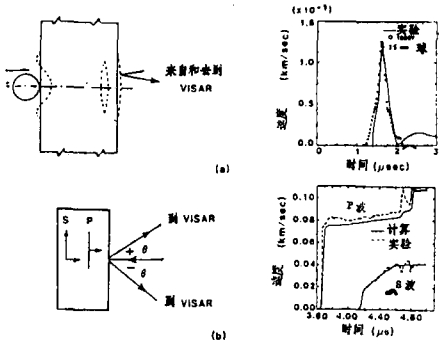 来自和去到
VISAR
(a)
(×10⁻³)
1.5
1.0
0.5
0.0
速度 (km/sec)
实验
球
0
1
2
3
时间 (μsec)
S
P
到 VISAR
+ θ
− θ
到 VISAR
(b)
0.10
0.08
0.06
0.04
0.02
0.00
速度 (km/sec)
P 波
计算
实验
S 波
4.00
4.40
4.80
时间 (μs)